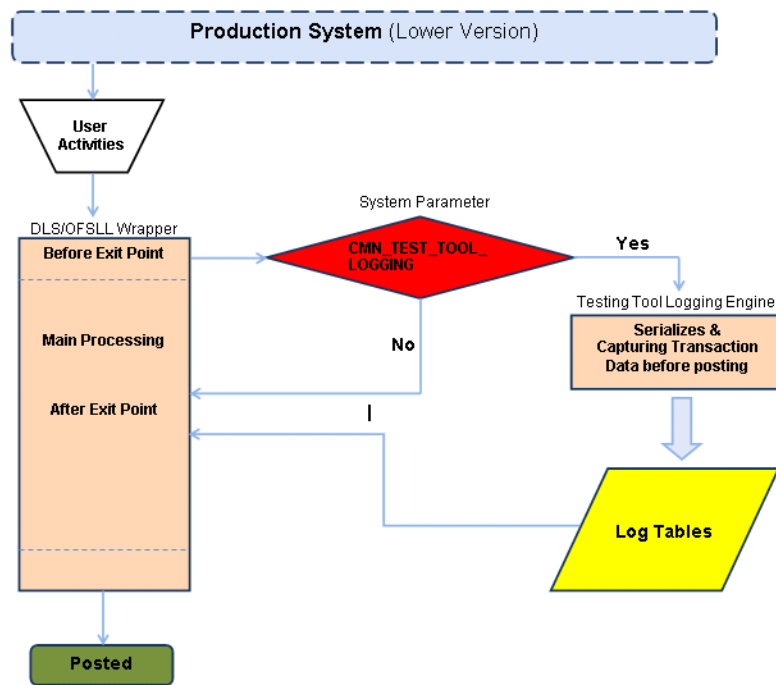 Production System (Lower Version)
User
Activities
System Parameter
DLS/OFSLL Wrapper
Before Exit Point
CMN_TEST_TOOL_
LOGGING
Yes
Testing Tool Logging Engine
Serializes &
Capturing Transaction
Data before posting
Main Processing
No
After Exit Point
I
Log Tables
Posted